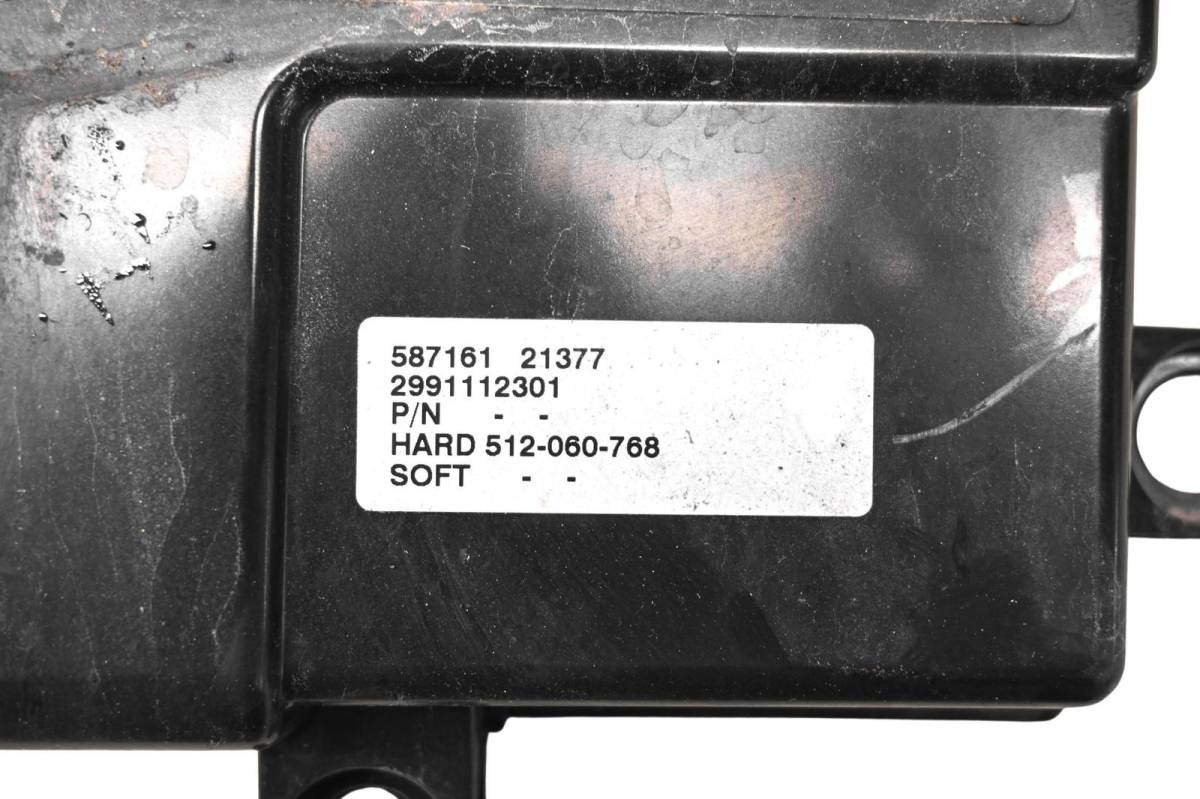 587161 21377
2991112301
P/N - -
HARD 512-060-768
SOFT - -